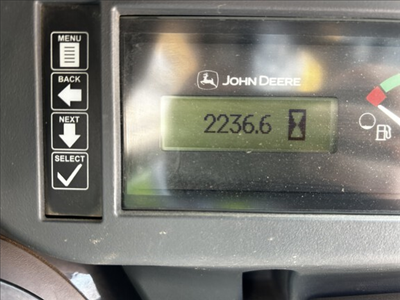 MENU
BACK
NEXT
SELECT
JOHN DEERE
2236.6